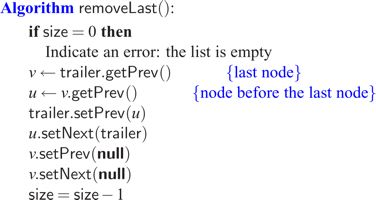 Algorithm removeLast():
if size = 0 then
Indicate an error: the list is empty
v ← trailer.getPrev() {last node}
u ← v.getPrev() {node before the last node}
trailer.setPrev(u)
u.setNext(trailer)
v.setPrev(null)
v.setNext(null)
size = size − 1